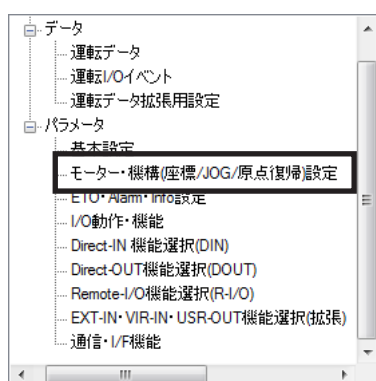 データ
運転データ
運転I/Oイベント
運転データ拡張用設定
パラメータ
基本設定
モーター・機構(座標/JOG/原点復帰)設定
ETO・Alarm・Info設定
I/O動作・機能
Direct-IN 機能選択(DIN)
Direct-OUT機能選択(DOUT)
Remote-I/O機能選択(R-I/O)
EXT-IN・VIR-IN・USR-OUT機能選択(拡張)
通信・I/F機能